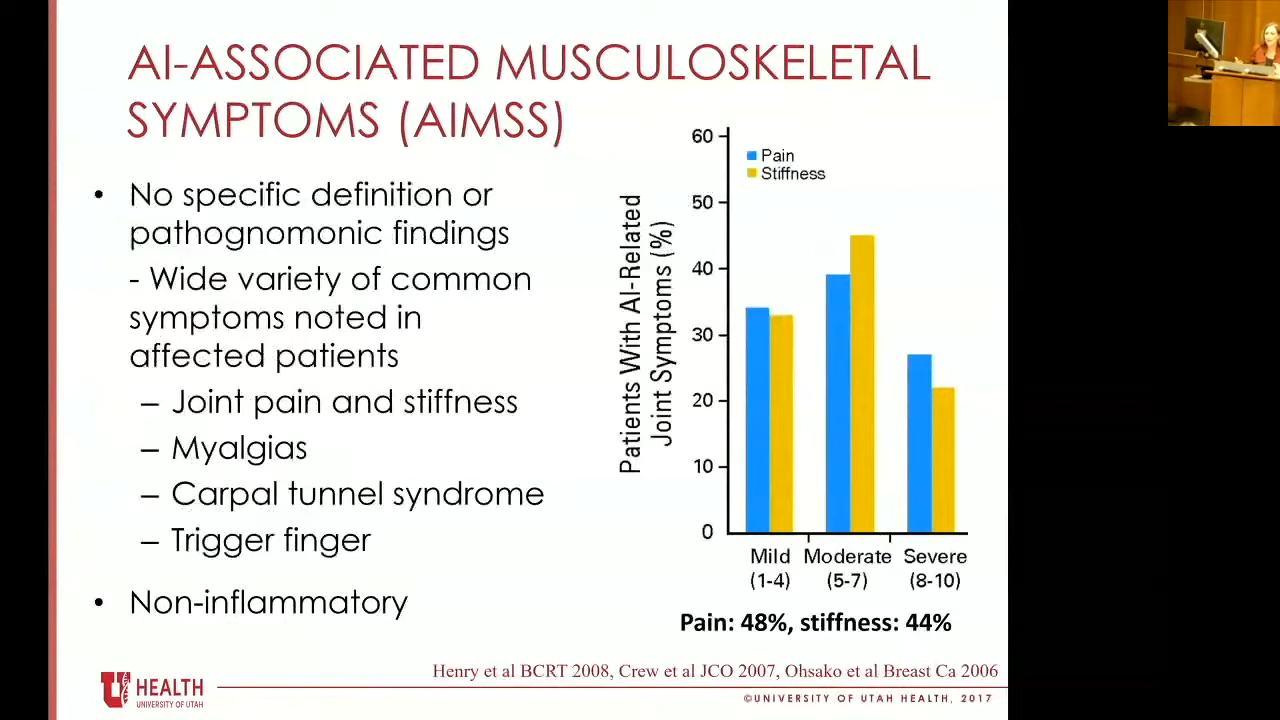 AI-ASSOCIATED MUSCULOSKELETAL
SYMPTOMS (AIMSS)
• No specific definition or
pathognomonic findings
- Wide variety of common
symptoms noted in
affected patients
– Joint pain and stiffness
– Myalgias
– Carpal tunnel syndrome
– Trigger finger
• Non-inflammatory
Patients With AI-Related
Joint Symptoms (%)
60
50
40
30
20
10
0
Pain
Stiffness
Mild Moderate Severe
(1-4) (5-7) (8-10)
Pain: 48%, stiffness: 44%
Henry et al BCRT 2008, Crew et al JCO 2007, Ohsako et al Breast Ca 2006
U HEALTH
UNIVERSITY OF UTAH
©UNIVERSITY OF UTAH HEALTH, 2017